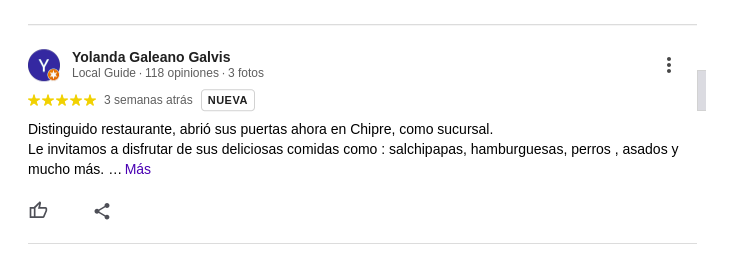 Y
Yolanda Galeano Galvis
Local Guide · 118 opiniones · 3 fotos
3 semanas atrás NUEVA
Distinguido restaurante, abrió sus puertas ahora en Chipre, como sucursal.
Le invitamos a disfrutar de sus deliciosas comidas como : salchipapas, hamburguesas, perros , asados y
mucho más. … Más